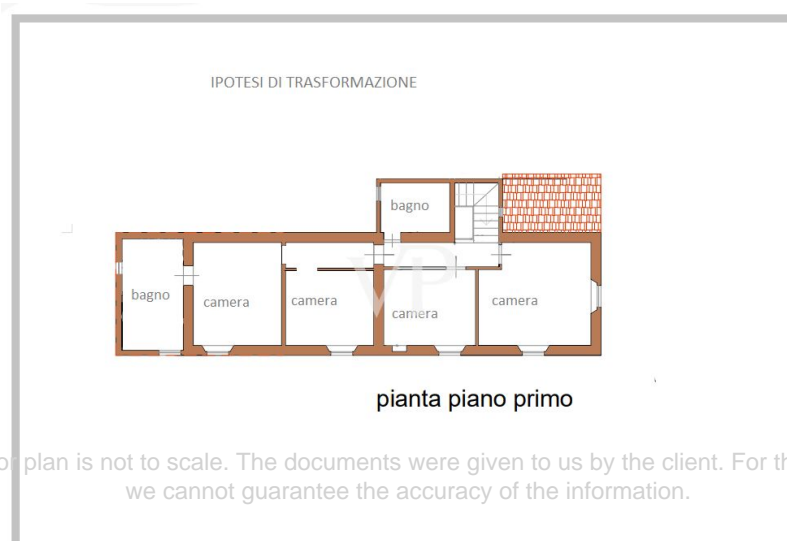 IPOTESI DI TRASFORMAZIONE
bagno
bagno
camera
camera
camera
camera
VP
pianta piano primo
plan is not to scale. The documents were given to us by the client. For
we cannot guarantee the accuracy of the information.